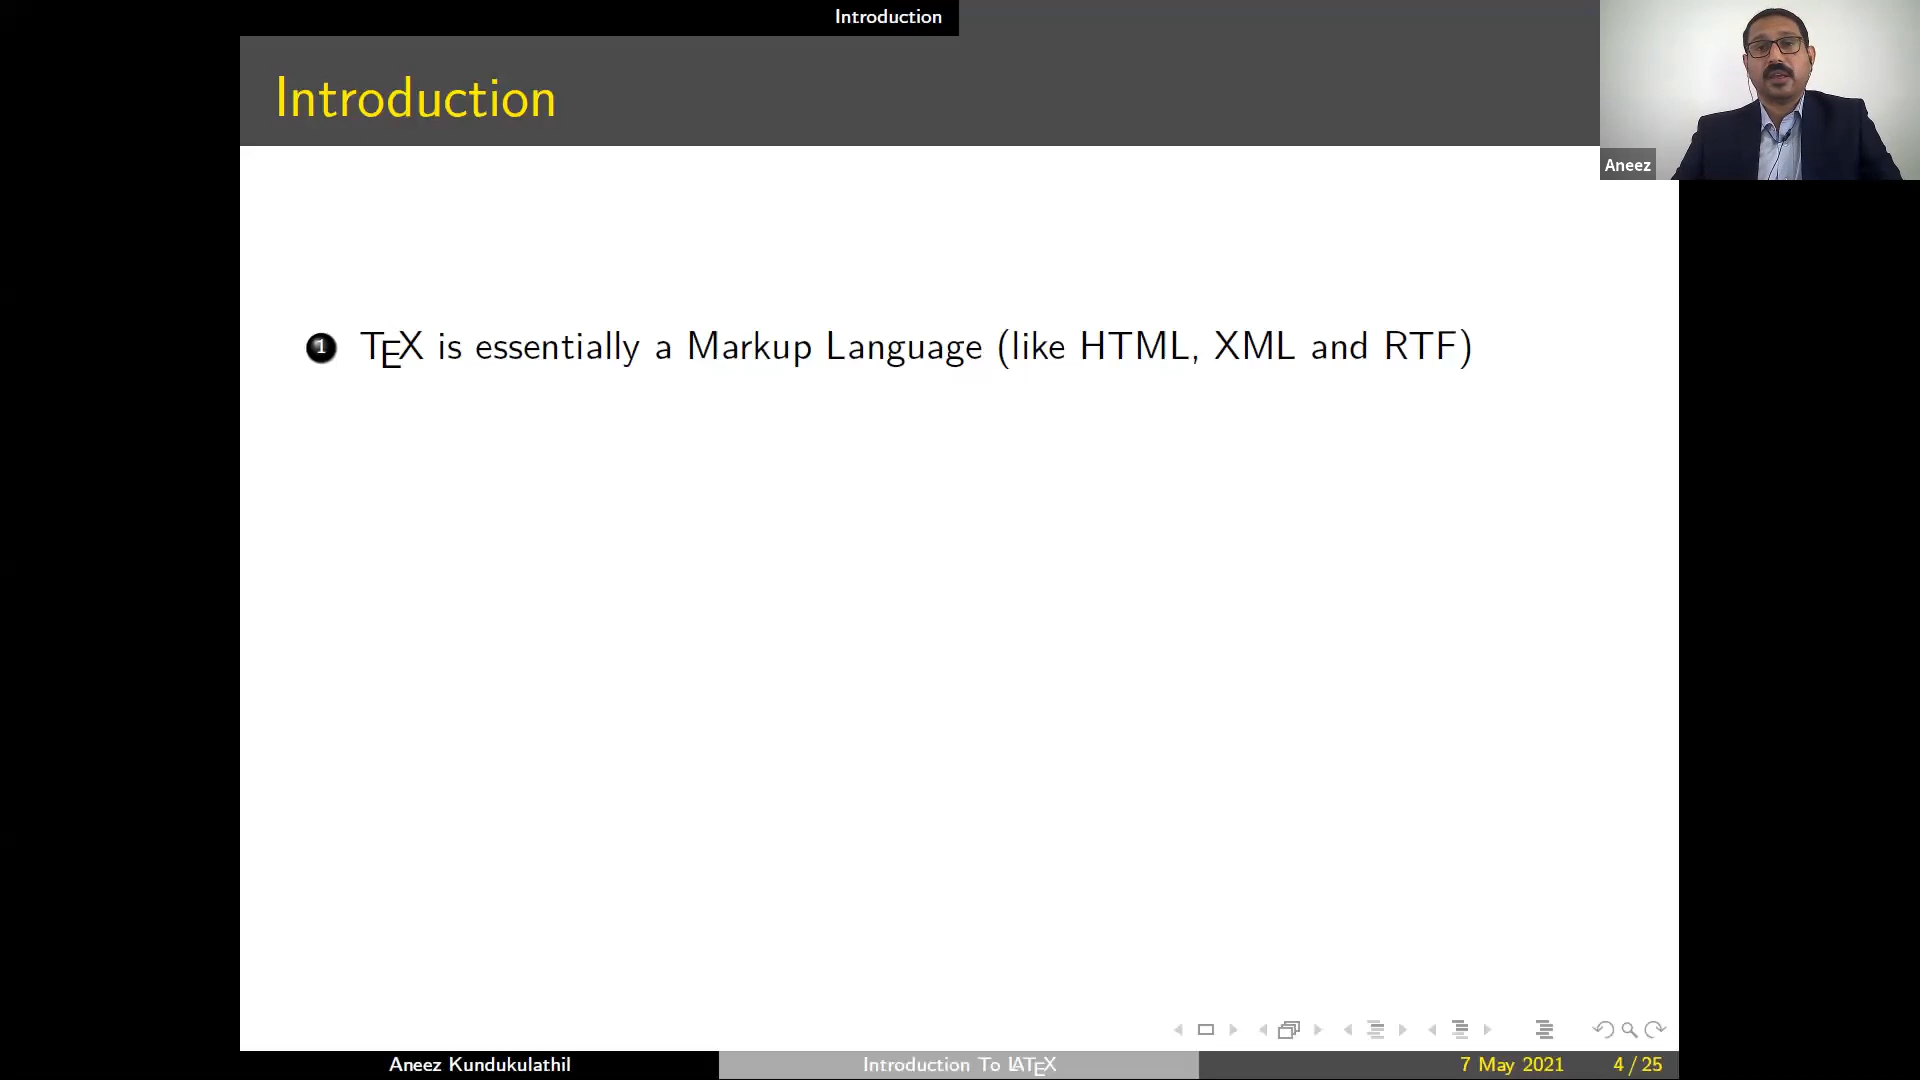 Introduction
Introduction
Aneez
1 TEX is essentially a Markup Language (like HTML, XML and RTF)
Aneez Kundukulathil
Introduction To LATEX
7 May 2021
4 / 25